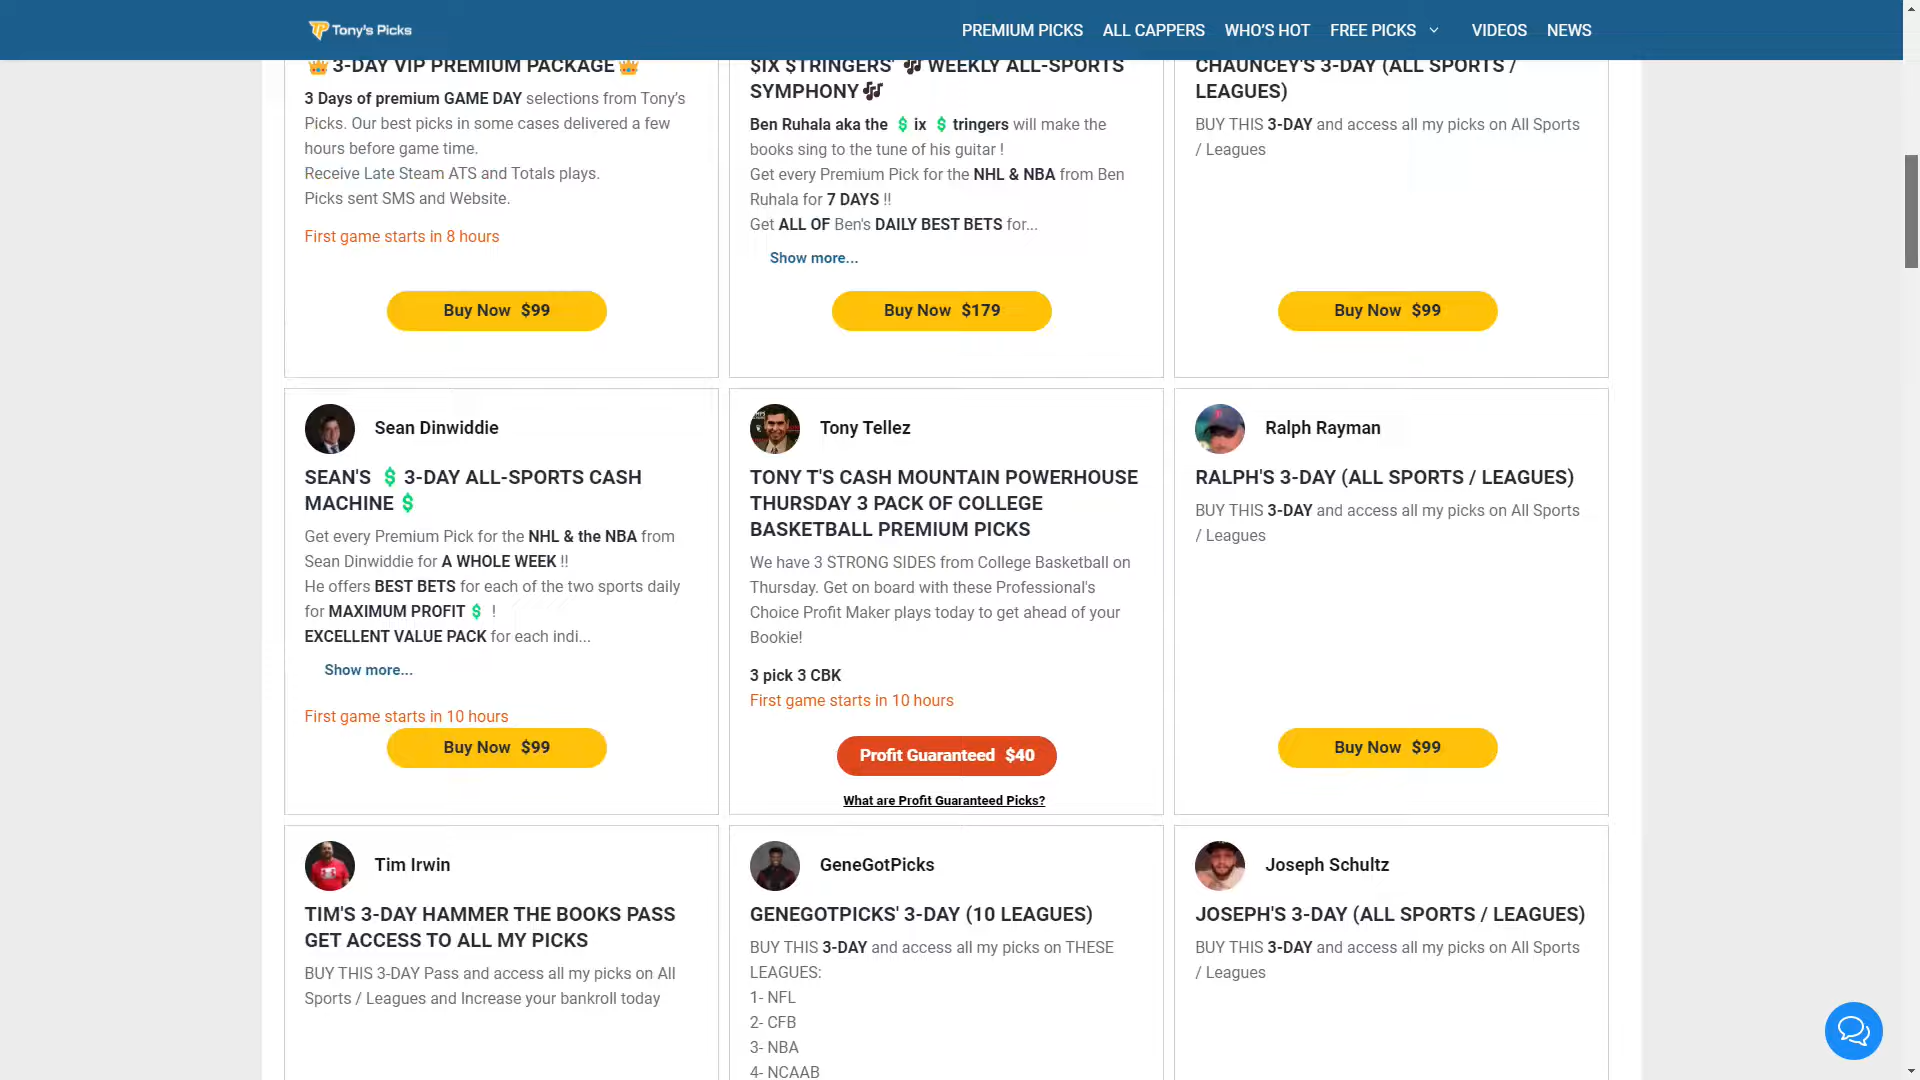 Tony's Picks
PREMIUM PICKS ALL CAPPERS WHO'S HOT FREE PICKS VIDEOS NEWS
3-DAY VIP PREMIUM PACKAGE
3 Days of premium GAME DAY selections from Tony's
Picks. Our best picks in some cases delivered a few
hours before game time.
Receive Late Steam ATS and Totals plays.
Picks sent SMS and Website.
First game starts in 8 hours
Buy Now $99
$IX $TRINGERS' 🎶 WEEKLY ALL-SPORTS
SYMPHONY 🎶
Ben Ruhala aka the 💲ix 💲tringers will make the
books sing to the tune of his guitar !
Get every Premium Pick for the NHL & NBA from Ben
Ruhala for 7 DAYS !!
Get ALL OF Ben's DAILY BEST BETS for...
Show more...
Buy Now $179
CHAUNCEY'S 3-DAY (ALL SPORTS /
LEAGUES)
BUY THIS 3-DAY and access all my picks on All Sports
/ Leagues
Buy Now $99
Sean Dinwiddie
SEAN'S 💲3-DAY ALL-SPORTS CASH
MACHINE💲
Get every Premium Pick for the NHL & the NBA from
Sean Dinwiddie for A WHOLE WEEK !!
He offers BEST BETS for each of the two sports daily
for MAXIMUM PROFIT💲 !
EXCELLENT VALUE PACK for each indi...
Show more...
First game starts in 10 hours
Buy Now $99
Tony Tellez
TONY T'S CASH MOUNTAIN POWERHOUSE
THURSDAY 3 PACK OF COLLEGE
BASKETBALL PREMIUM PICKS
We have 3 STRONG SIDES from College Basketball on
Thursday. Get on board with these Professional's
Choice Profit Maker plays today to get ahead of your
Bookie!
3 pick 3 CBK
First game starts in 10 hours
Profit Guaranteed $40
What are Profit Guaranteed Picks?
Ralph Rayman
RALPH'S 3-DAY (ALL SPORTS / LEAGUES)
BUY THIS 3-DAY and access all my picks on All Sports
/ Leagues
Buy Now $99
Tim Irwin
TIM'S 3-DAY HAMMER THE BOOKS PASS
GET ACCESS TO ALL MY PICKS
BUY THIS 3-DAY Pass and access all my picks on All
Sports / Leagues and Increase your bankroll today
GeneGotPicks
GENEGOTPICKS' 3-DAY (10 LEAGUES)
BUY THIS 3-DAY and access all my picks on THESE
LEAGUES:
1- NFL
2- CFB
3- NBA
4- NCAAB
Joseph Schultz
JOSEPH'S 3-DAY (ALL SPORTS / LEAGUES)
BUY THIS 3-DAY and access all my picks on All Sports
/ Leagues